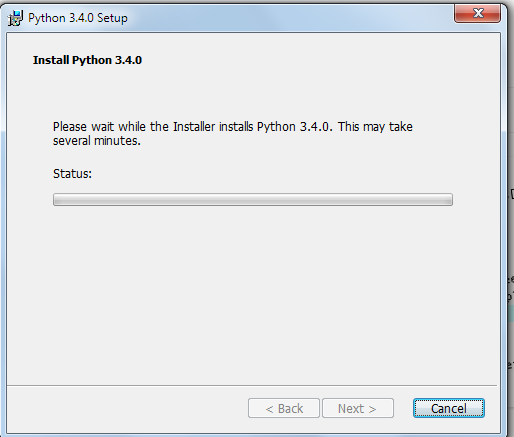 Python 3.4.0 Setup
Install Python 3.4.0
Please wait while the Installer installs Python 3.4.0. This may take
several minutes.
Status:
< Back
Next >
Cancel